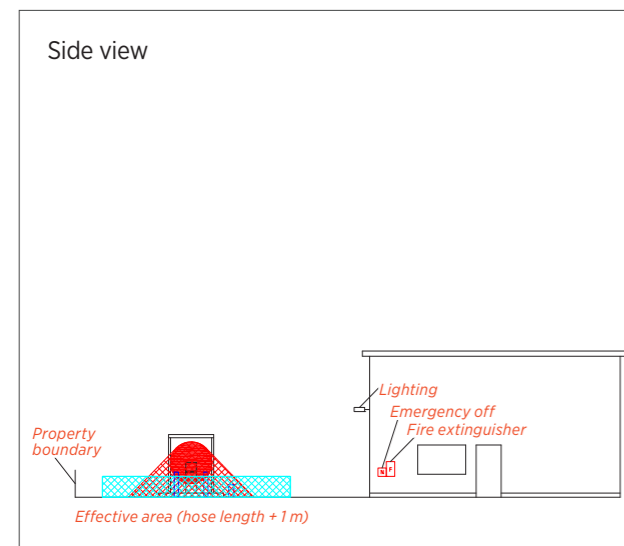 Side view
Lighting
Emergency off
Fire extinguisher
Property
boundary
F
Effective area (hose length + 1 m)